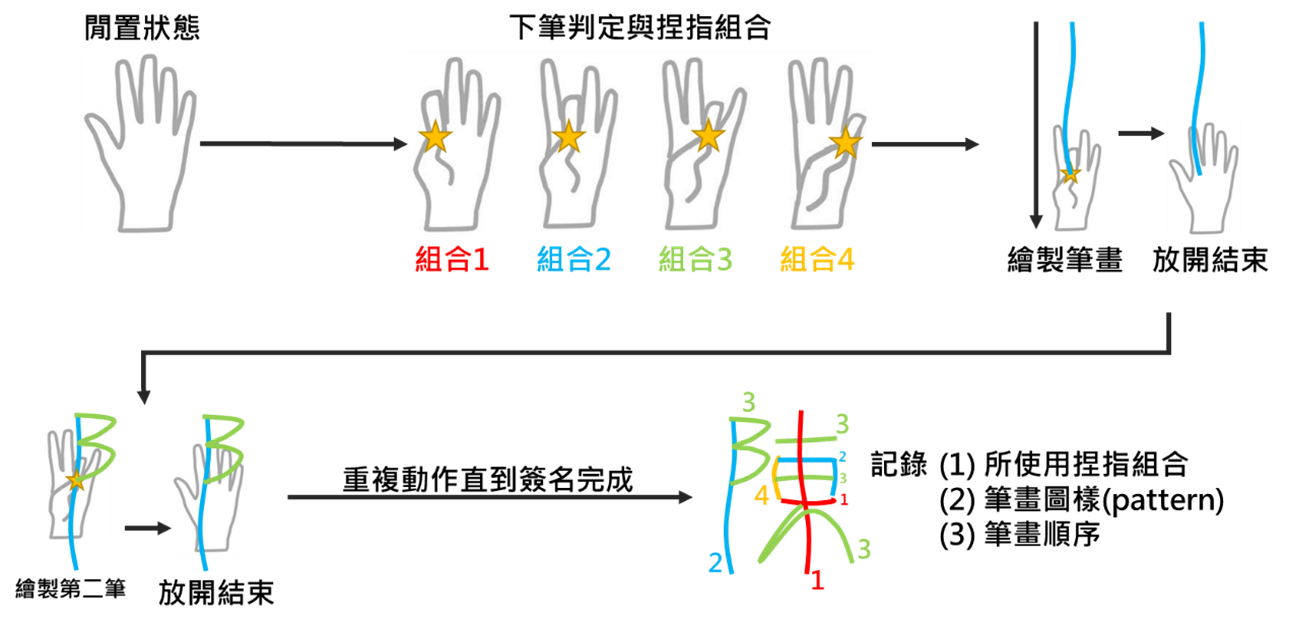 閒置狀態
下筆判定與捏指組合
組合1
組合2
組合3
組合4
繪製筆畫
放開結束
繪製第二筆
放開結束
重複動作直到簽名完成
3
3
2
3
4
1
2
3
1
記錄 (1) 所使用捏指組合
(2) 筆畫圖樣(pattern)
(3) 筆畫順序